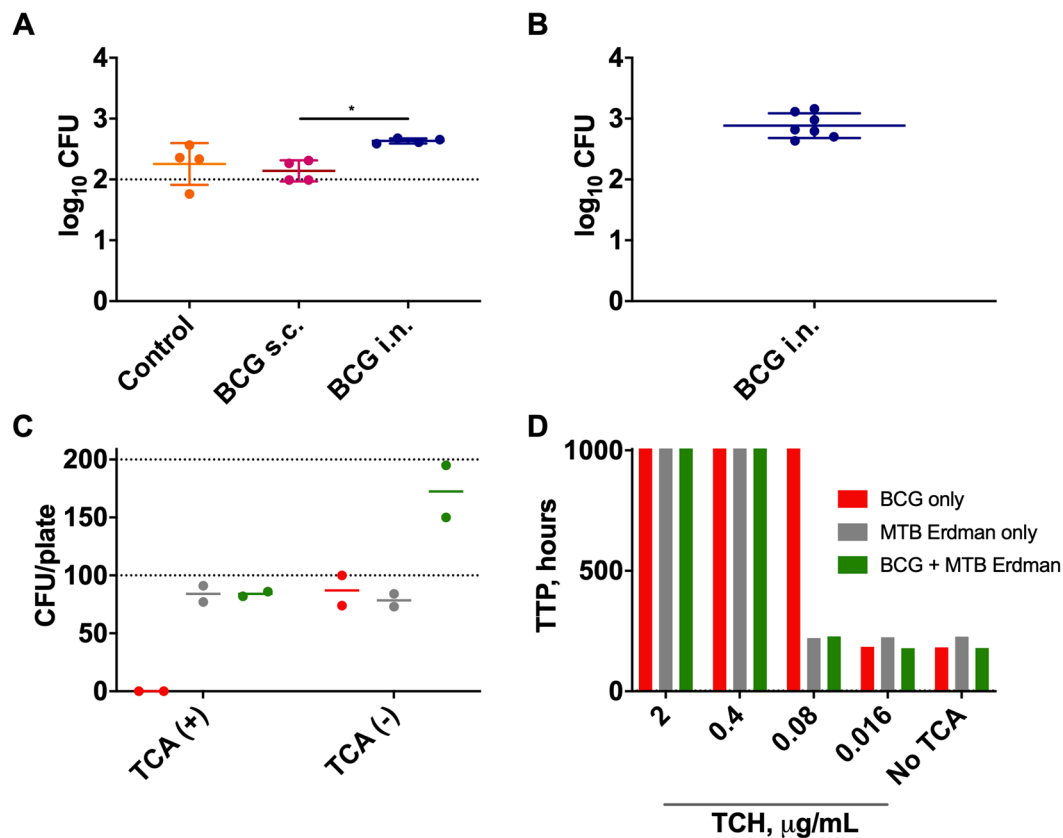 A
4
3
2
1
0
log10 CFU
*
Control
BCG s.c.
BCG i.n.
B
4
3
2
1
0
log10 CFU
BCG i.n.
C
200
150
100
50
0
CFU/plate
TCA (+)
TCA (-)
D
1000
500
0
TTP, hours
BCG only
MTB Erdman only
BCG + MTB Erdman
2
0.4
0.08
0.016
No TCA
TCH, μg/mL